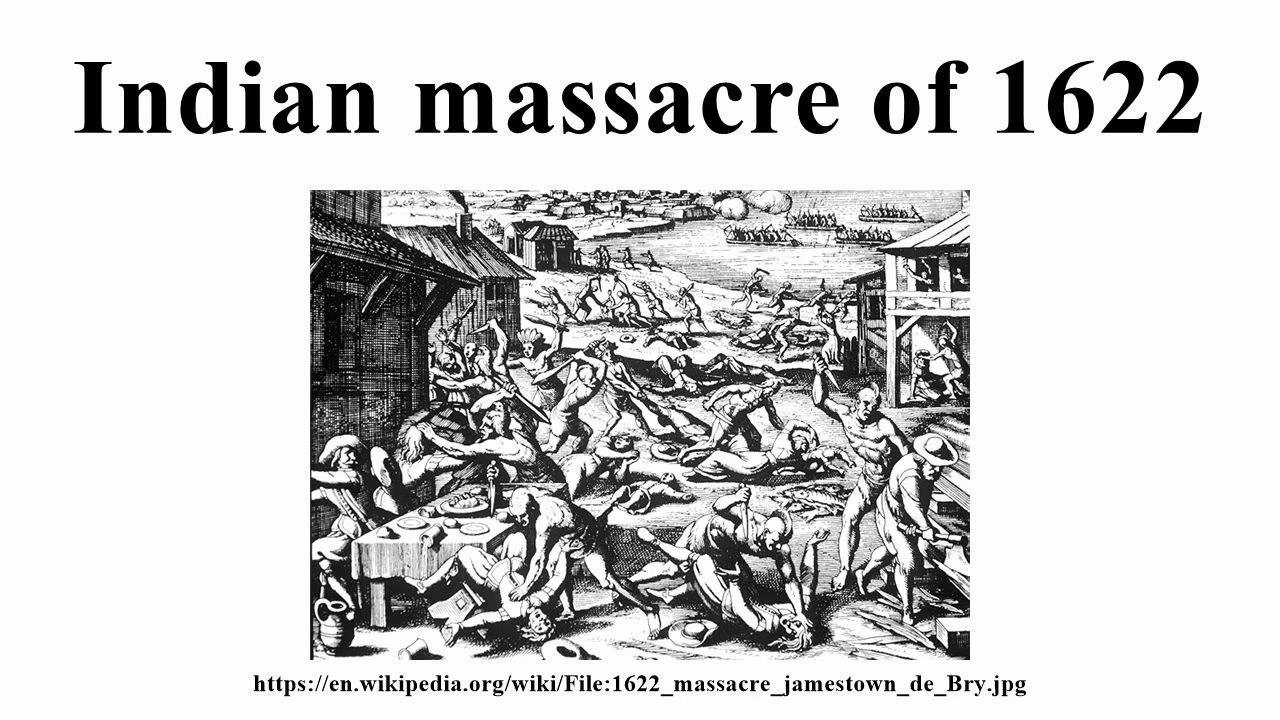 Indian massacre of 1622
https://en.wikipedia.org/wiki/File:1622_massacre_jamestown_de_Bry.jpg